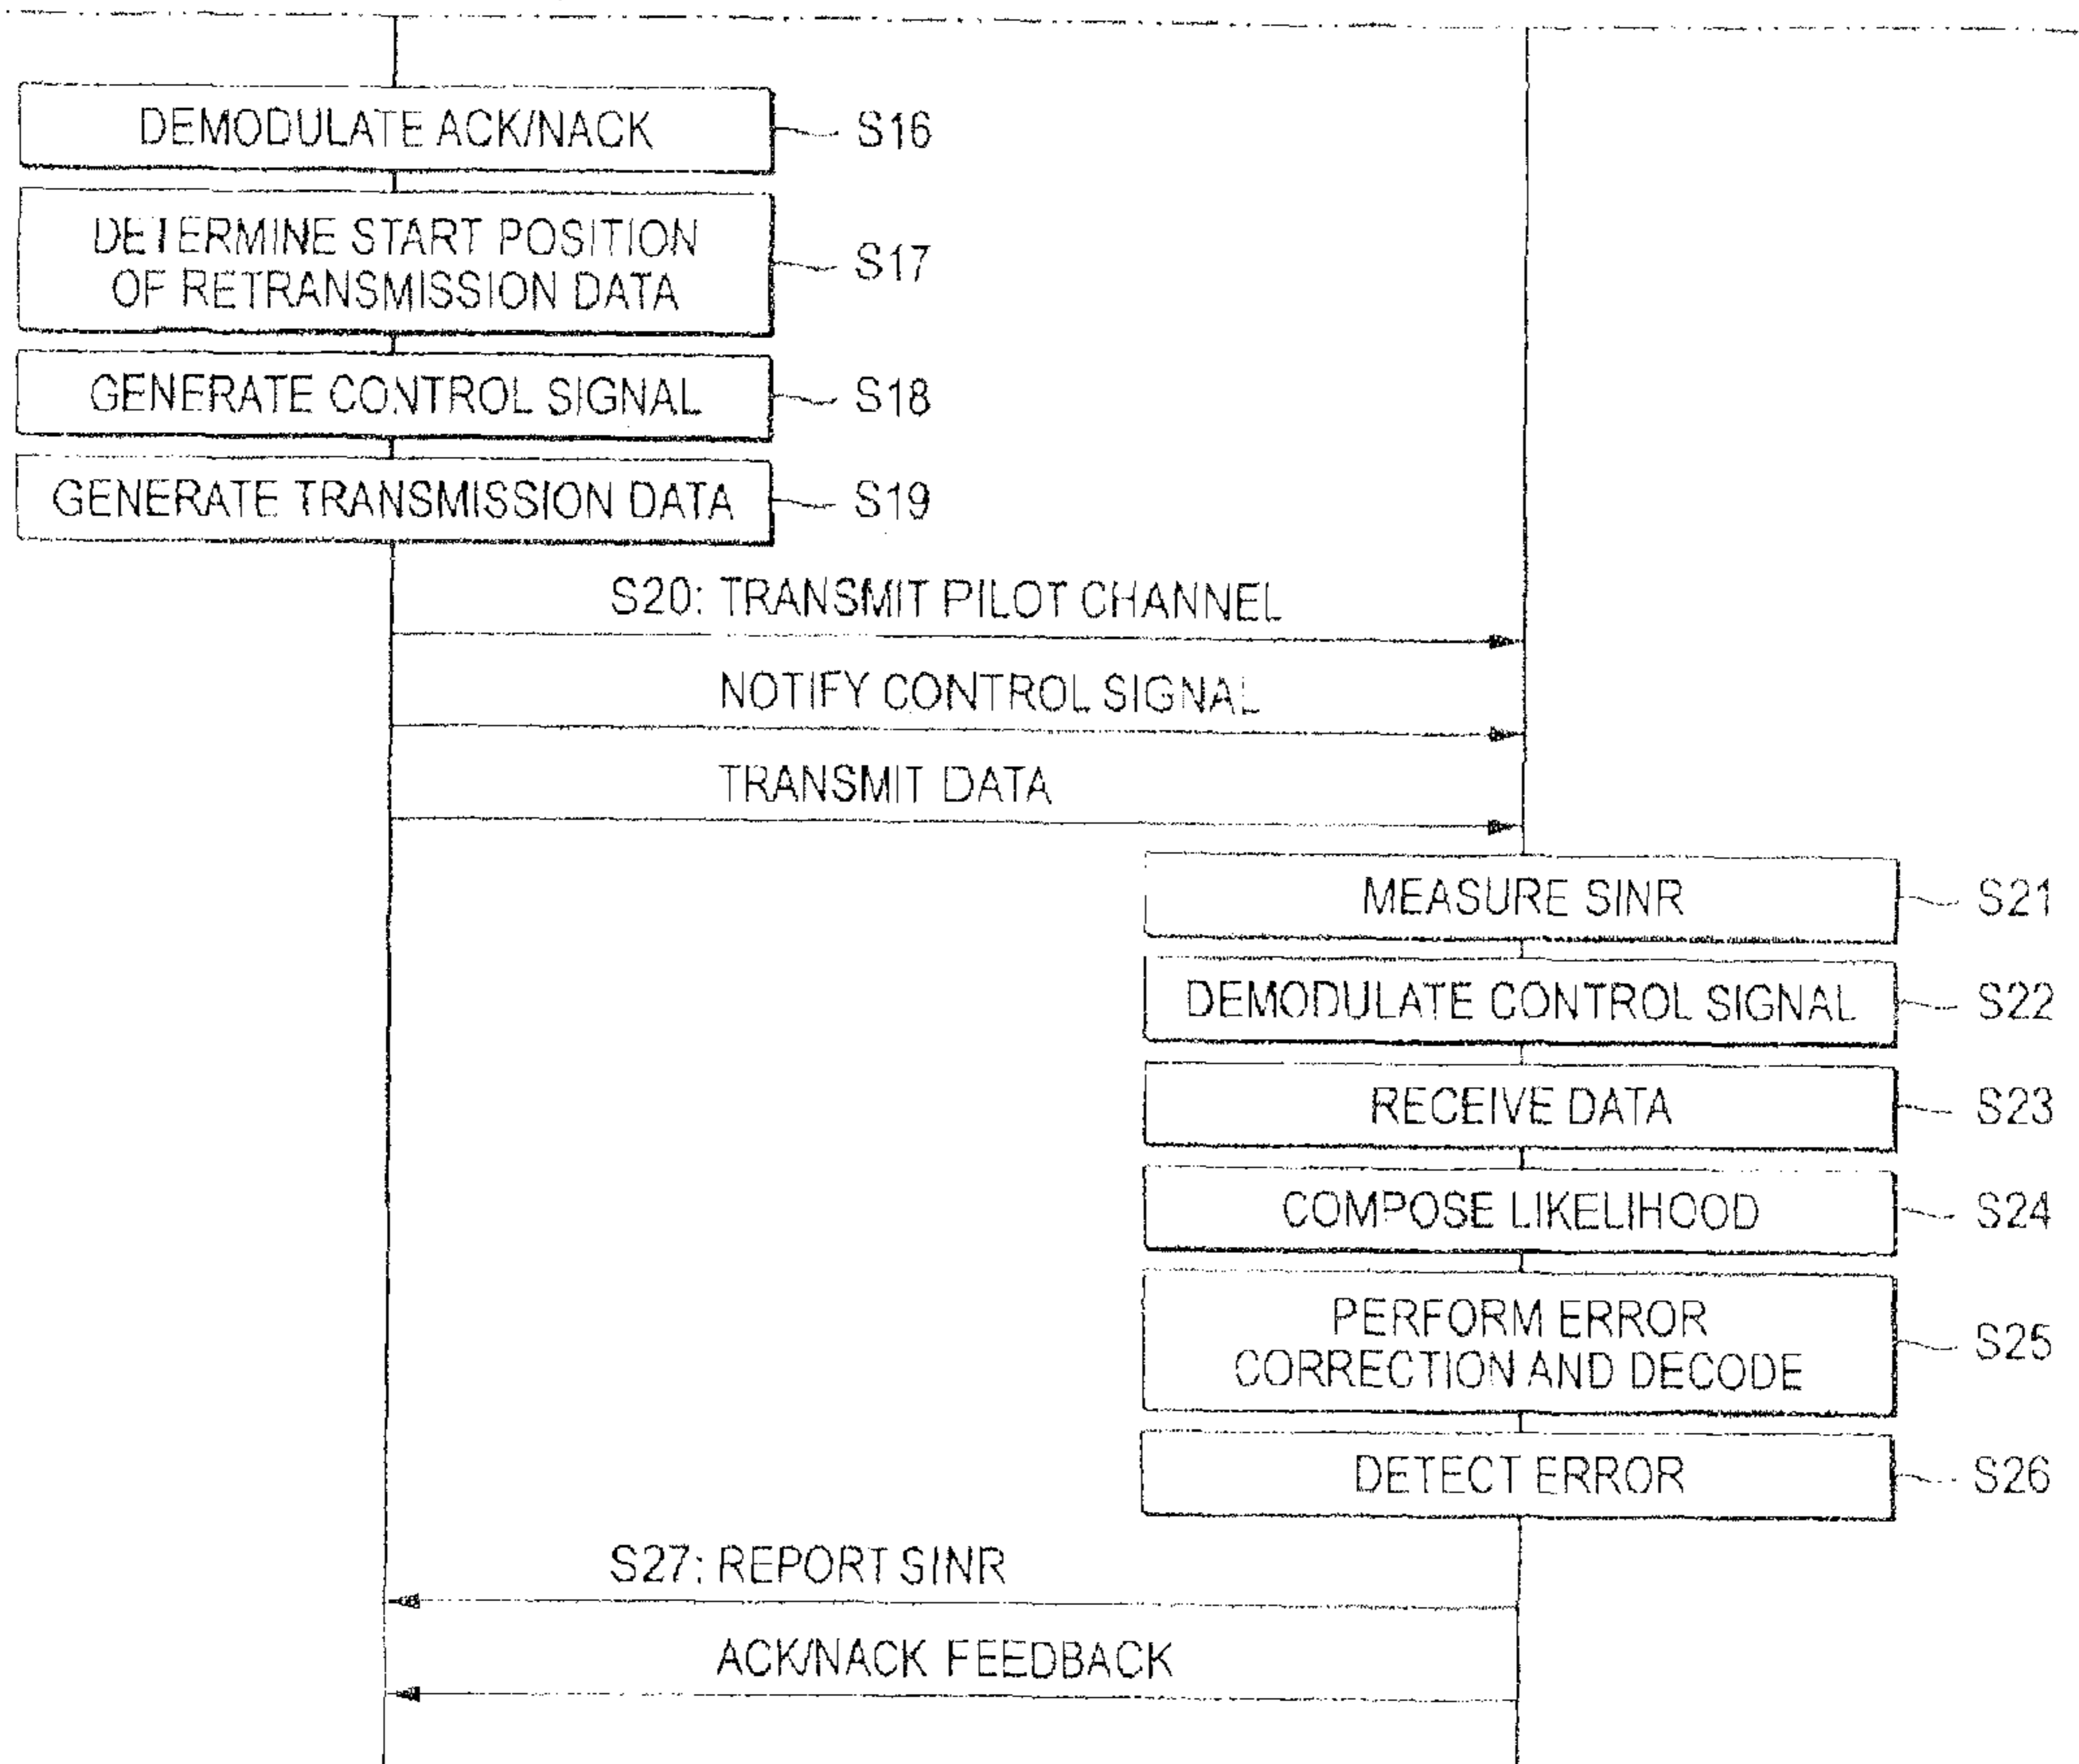 DEMODULATE ACK/NACK
S16
DETERMINE START POSITION
OF RETRANSMISSION DATA
S17
GENERATE CONTROL SIGNAL
S18
GENERATE TRANSMISSION DATA
S19
S20: TRANSMIT PILOT CHANNEL
NOTIFY CONTROL SIGNAL
TRANSMIT DATA
MEASURE SINR
S21
DEMODULATE CONTROL SIGNAL
S22
RECEIVE DATA
S23
COMPOSE LIKELIHOOD
S24
PERFORM ERROR
CORRECTION AND DECODE
S25
DETECT ERROR
S26
S27: REPORT SINR
ACK/NACK FEEDBACK